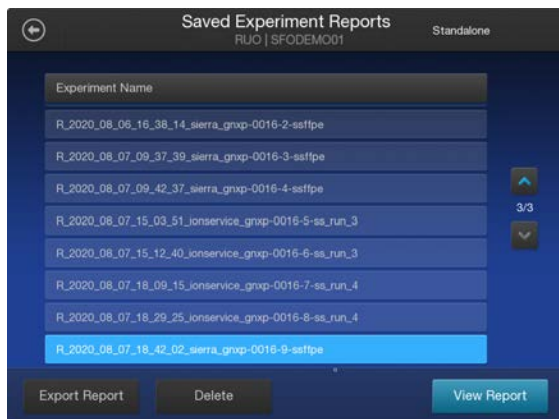 Saved Experiment Reports
RUO | SFODEMO01
Standalone
Experiment Name
R_2020_08_06_16_38_14_sierra_gnxp-0016-2-ssffpe
R_2020_08_07_09_37_39_sierra_gnxp-0016-3-ssffpe
R_2020_08_07_09_42_37_sierra_gnxp-0016-4-ssffpe
R_2020_08_07_15_03_51_ionservice_gnxp-0016-5-ss_run_3
R_2020_08_07_15_12_40_ionservice_gnxp-0016-6-ss_run_3
R_2020_08_07_18_09_15_ionservice_gnxp-0016-7-ss_run_4
R_2020_08_07_18_29_25_ionservice_gnxp-0016-8-ss_run_4
R_2020_08_07_18_42_02_sierra_gnxp-0016-9-ssffpe
3/3
Export Report
Delete
View Report